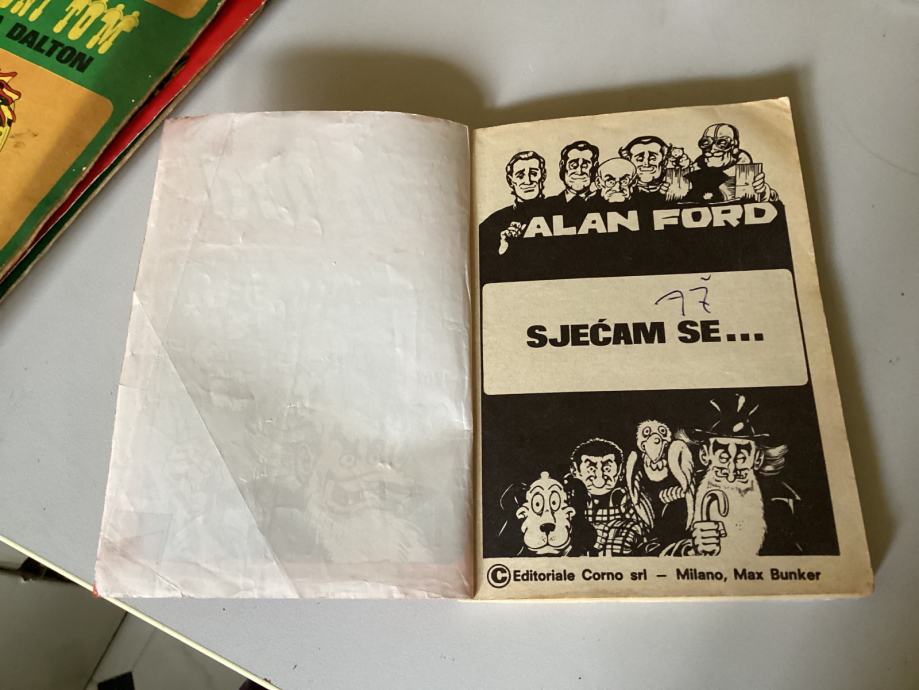 TOM
DALTON
ALAN FORD
SJEĆAM SE...
© Editoriale Corno srl – Milano, Max Bunker